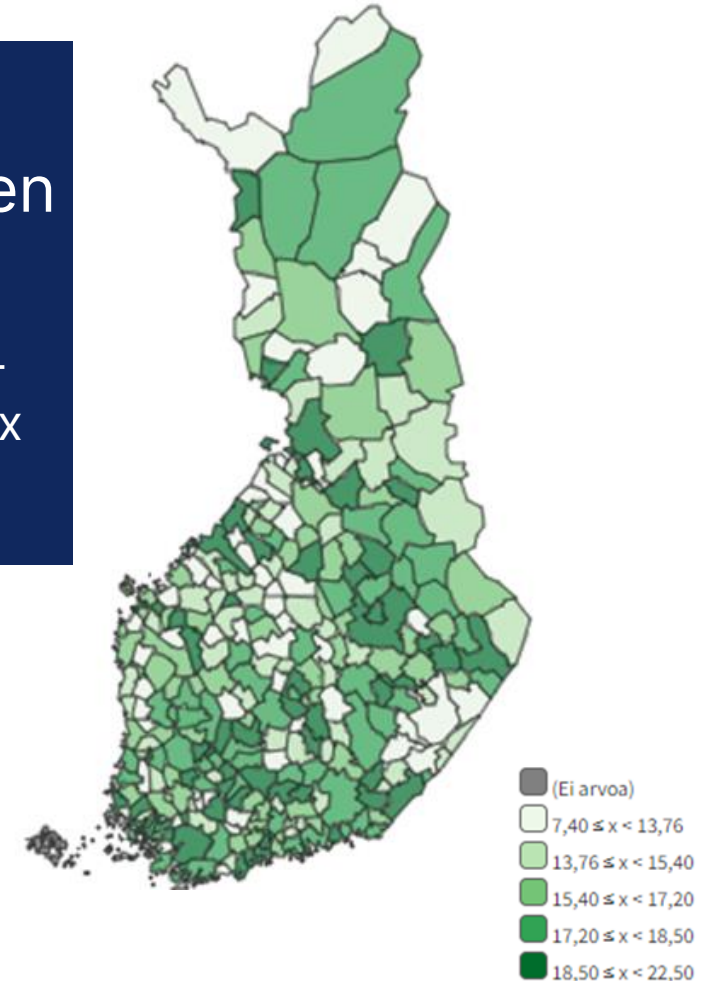 en
-
x
(Ei arvoa)
7,40 ≤ x < 13,76
13,76 ≤ x < 15,40
15,40 ≤ x < 17,20
17,20 ≤ x < 18,50
18,50 ≤ x < 22,50